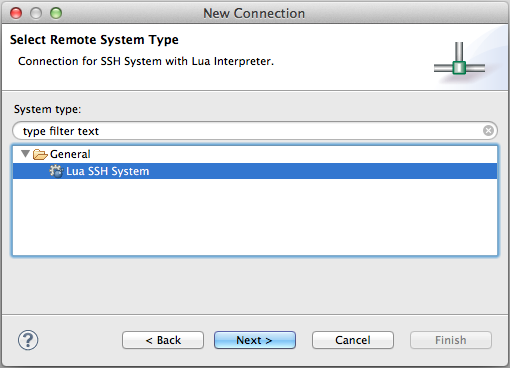 New Connection
Select Remote System Type
Connection for SSH System with Lua Interpreter.
System type:
type filter text
General
Lua SSH System
?
< Back
Next >
Cancel
Finish